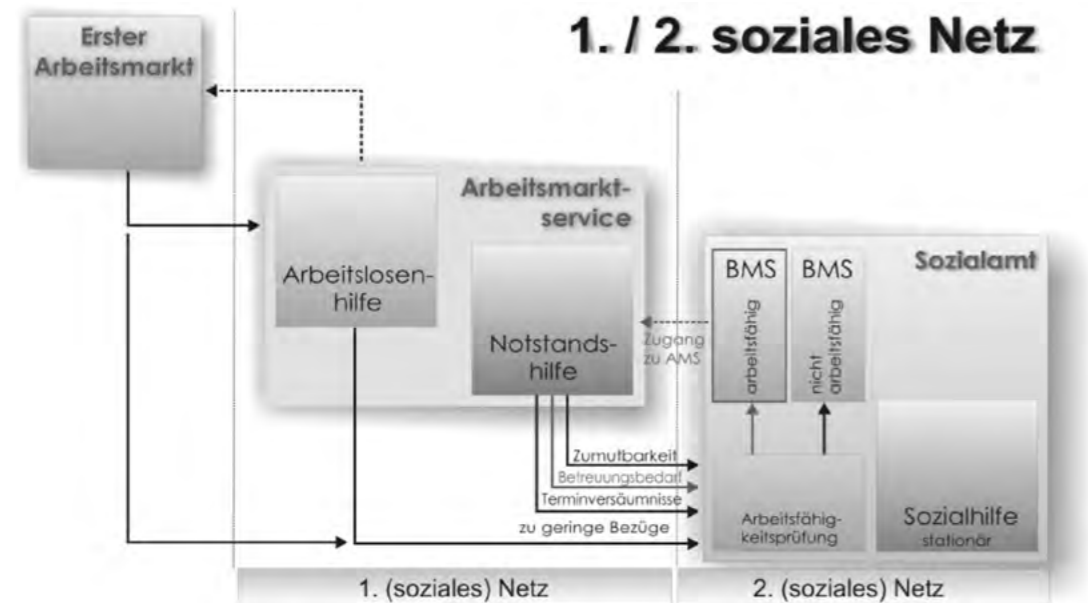 1. / 2. soziales Netz
Erster
Arbeitsmarkt
Arbeitsmarkt-
service
Arbeitslosen-
hilfe
Notstands-
hilfe
Sozialamt
BMS
arbeitsfähig
BMS
nicht
arbeitsfähig
Zugang
zu AMS
Zumutbarkeit
Betreuungsbedarf
Terminversäumnisse
zu geringe Bezüge
Arbeitsfähig-
keitsprüfung
Sozialhilfe
stationär
1. (soziales) Netz
2. (soziales) Netz